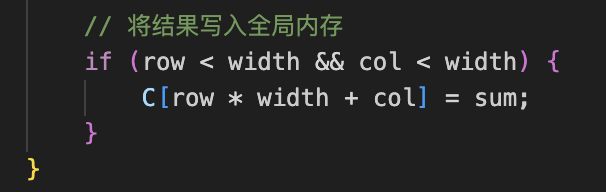 // 将结果写入全局内存
if (row < width && col < width) {
C[row * width + col] = sum;
}
}